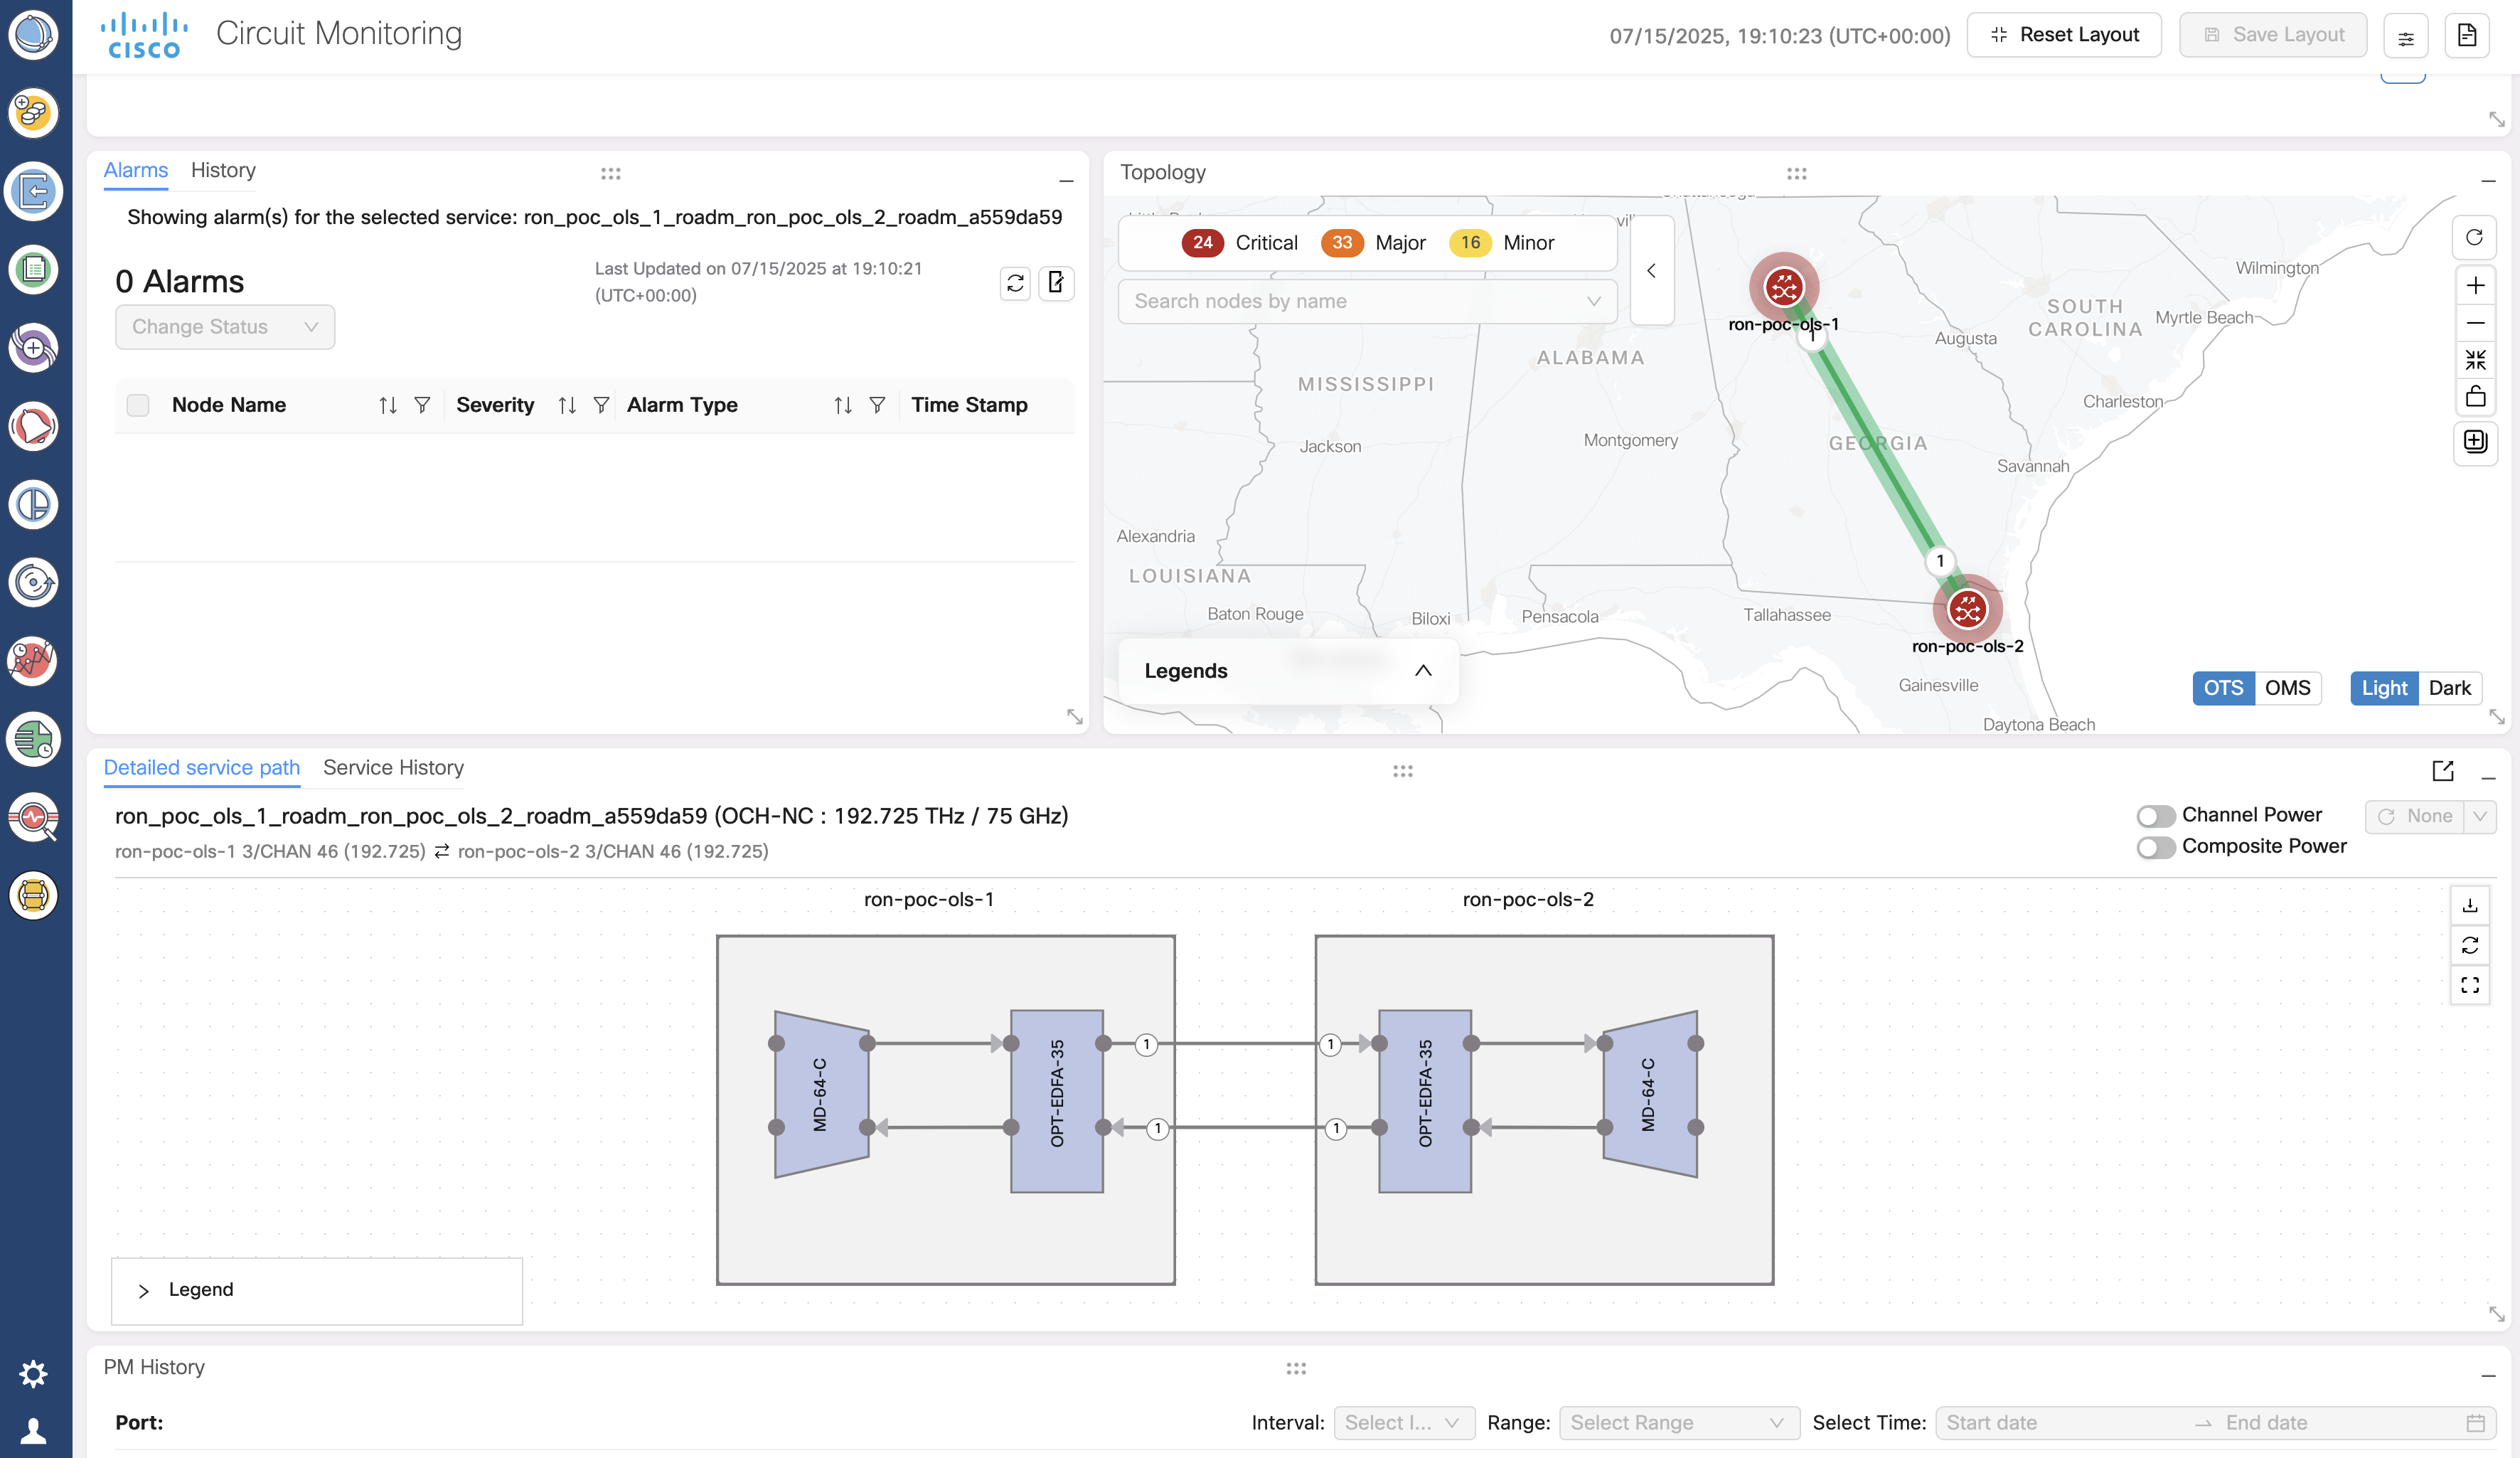 CISCO
Circuit Monitoring
07/15/2025, 19:10:23 (UTC+00:00)
Reset Layout
Save Layout
Alarms
History
Showing alarm(s) for the selected service: ron_poc_ols_1_roadm_ron_poc_ols_2_roadm_a559da59
0 Alarms
Last Updated on 07/15/2025 at 19:10:21
(UTC+00:00)
Change Status
Node Name
Severity
Alarm Type
Time Stamp
Topology
24 Critical
33 Major
16 Minor
Search nodes by name
ron-poc-ols-1
1
Wilmington
SOUTH
CAROLINA
Myrtle Beach
Augusta
ALABAMA
MISSISSIPPI
Charleston
Jackson
Montgomery
GEORGIA
Savannah
Alexandria
1
LOUISIANA
Baton Rouge
Biloxi
Pensacola
Tallahassee
ron-poc-ols-2
Legends
Gainesville
OTS
OMS
Light
Dark
Daytona Beach
Detailed service path
Service History
ron_poc_ols_1_roadm_ron_poc_ols_2_roadm_a559da59 (OCH-NC : 192.725 THz / 75 GHz)
Channel Power
None
Composite Power
ron-poc-ols-1 3/CHAN 46 (192.725) ⇄ ron-poc-ols-2 3/CHAN 46 (192.725)
ron-poc-ols-1
ron-poc-ols-2
MD-64-C
OPT-EDFA-35
1
1
OPT-EDFA-35
MD-64-C
1
1
Legend
PM History
Port:
Interval:
Select I...
Range:
Select Range
Select Time:
Start date
End date